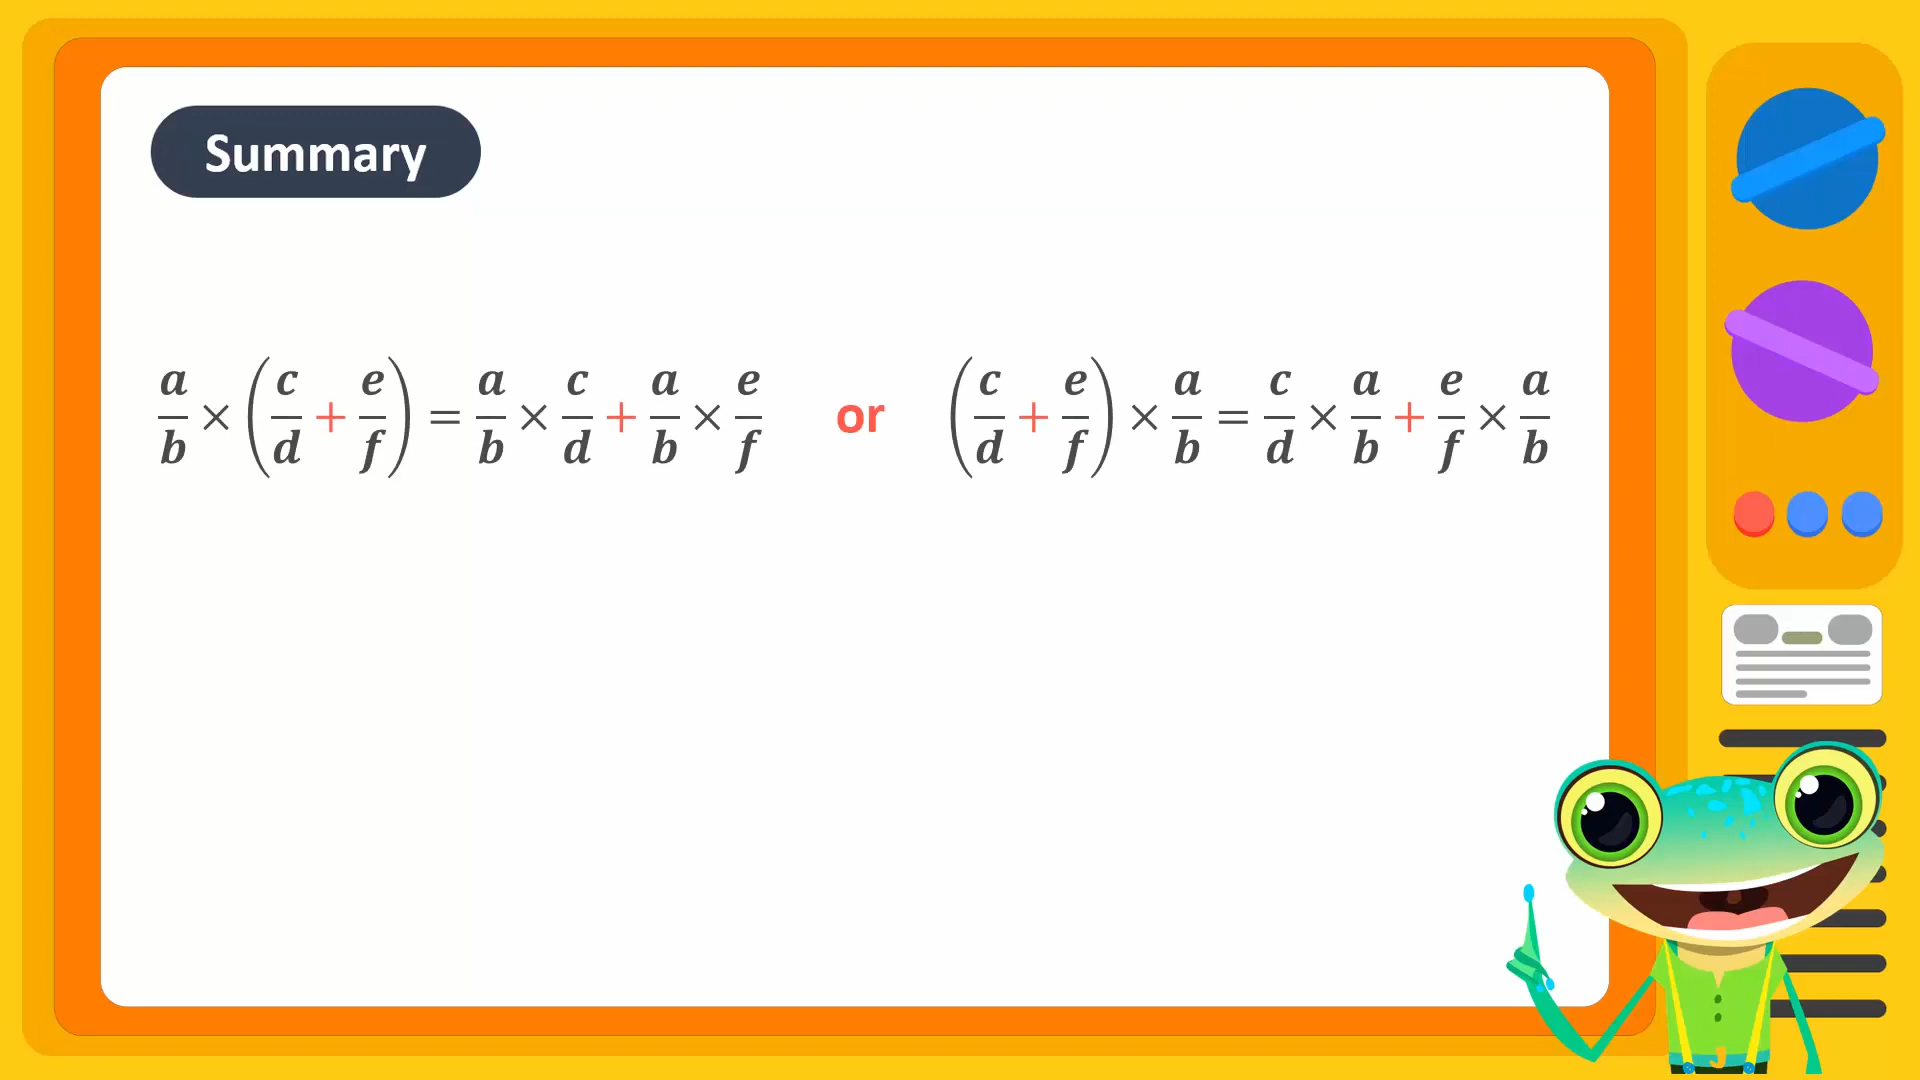 Summary
a/b × (c/d + e/f) = a/b × c/d + a/b × e/f or (c/d + e/f) × a/b = c/d × a/b + e/f × a/b